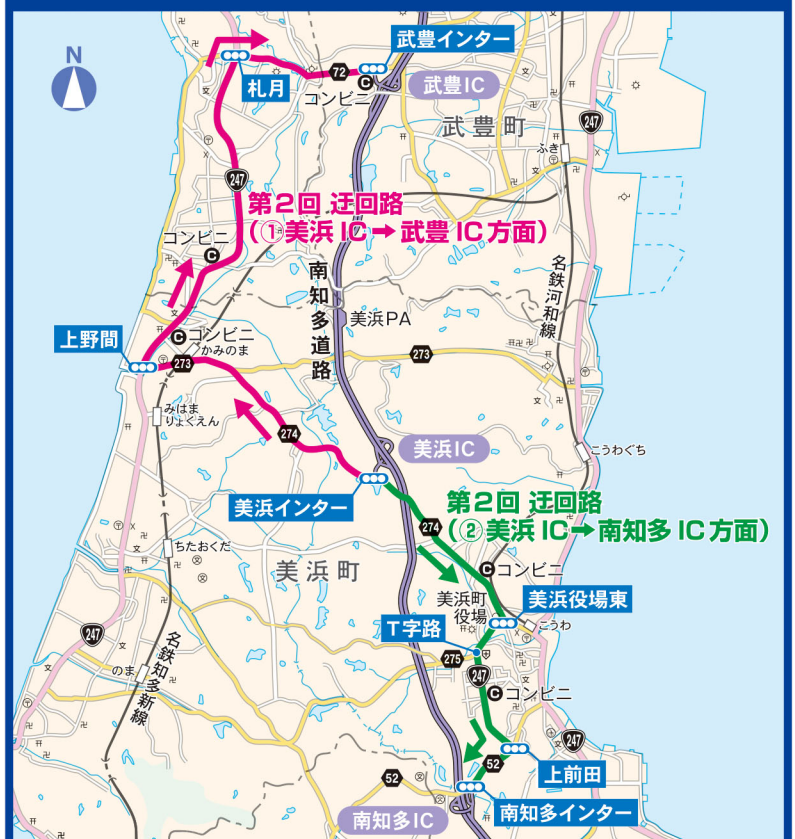 N
武豊インター
札月
72
コンビニ
武豊IC
武豊町
247
ふき
247
第2回 迂回路
(①美浜IC➡武豊IC方面)
コンビニ
南知多道路
名鉄河和線
美浜PA
上野間
コンビニ
かみのま
273
273
みはま
りょくえん
274
美浜IC
こうわぐち
美浜インター
第2回 迂回路
(②美浜IC➡南知多IC方面)
274
ちたおくだ
美浜町
コンビニ
美浜町
役場
美浜役場東
T字路
こうわ
247
名鉄知多新線
275
のま
247
コンビニ
247
上前田
52
52
南知多インター
南知多IC